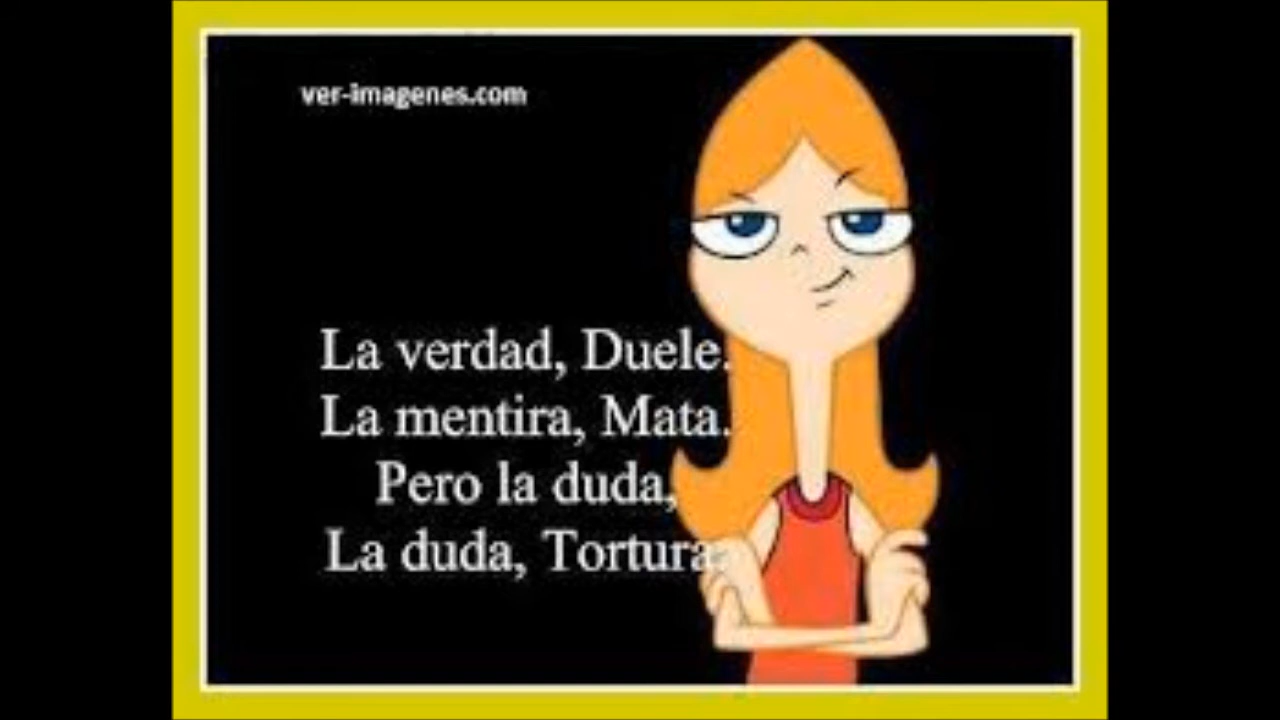 ver-imagenes.com
La verdad, Duele.
La mentira, Mata.
Pero la duda,
La duda, Tortura.